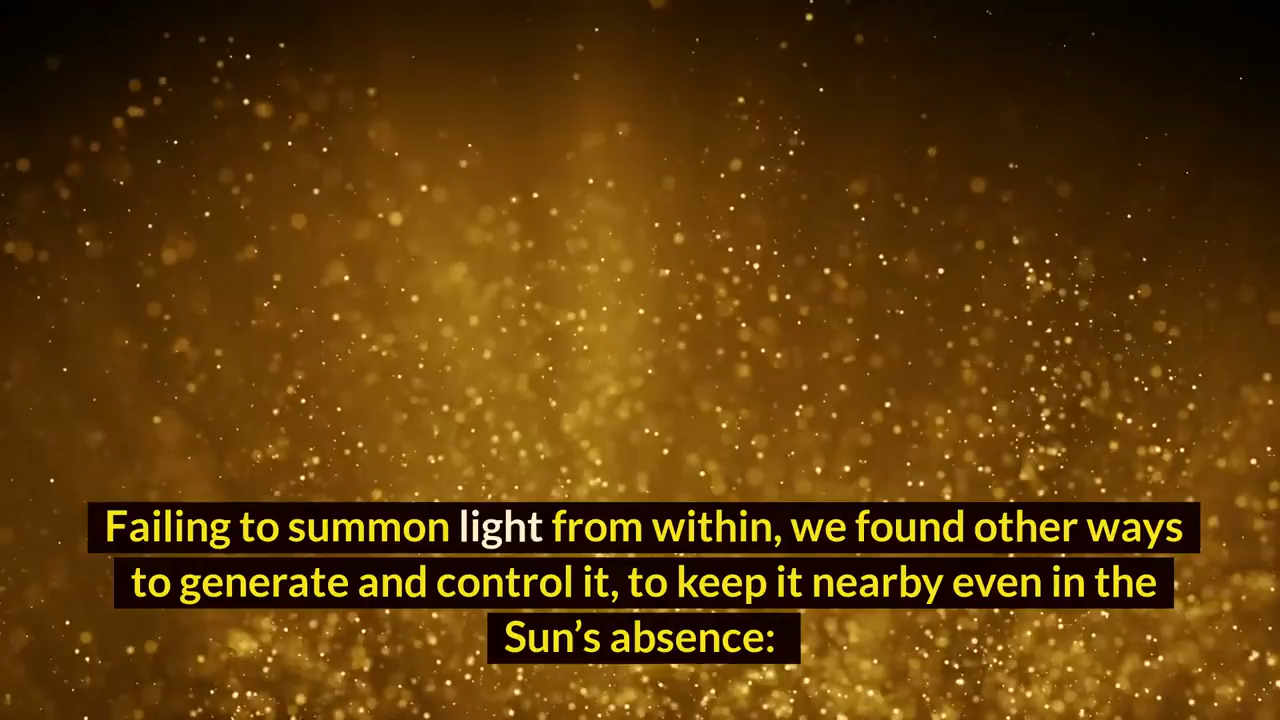 Failing to summon light from within, we found other ways
to generate and control it, to keep it nearby even in the
Sun’s absence: